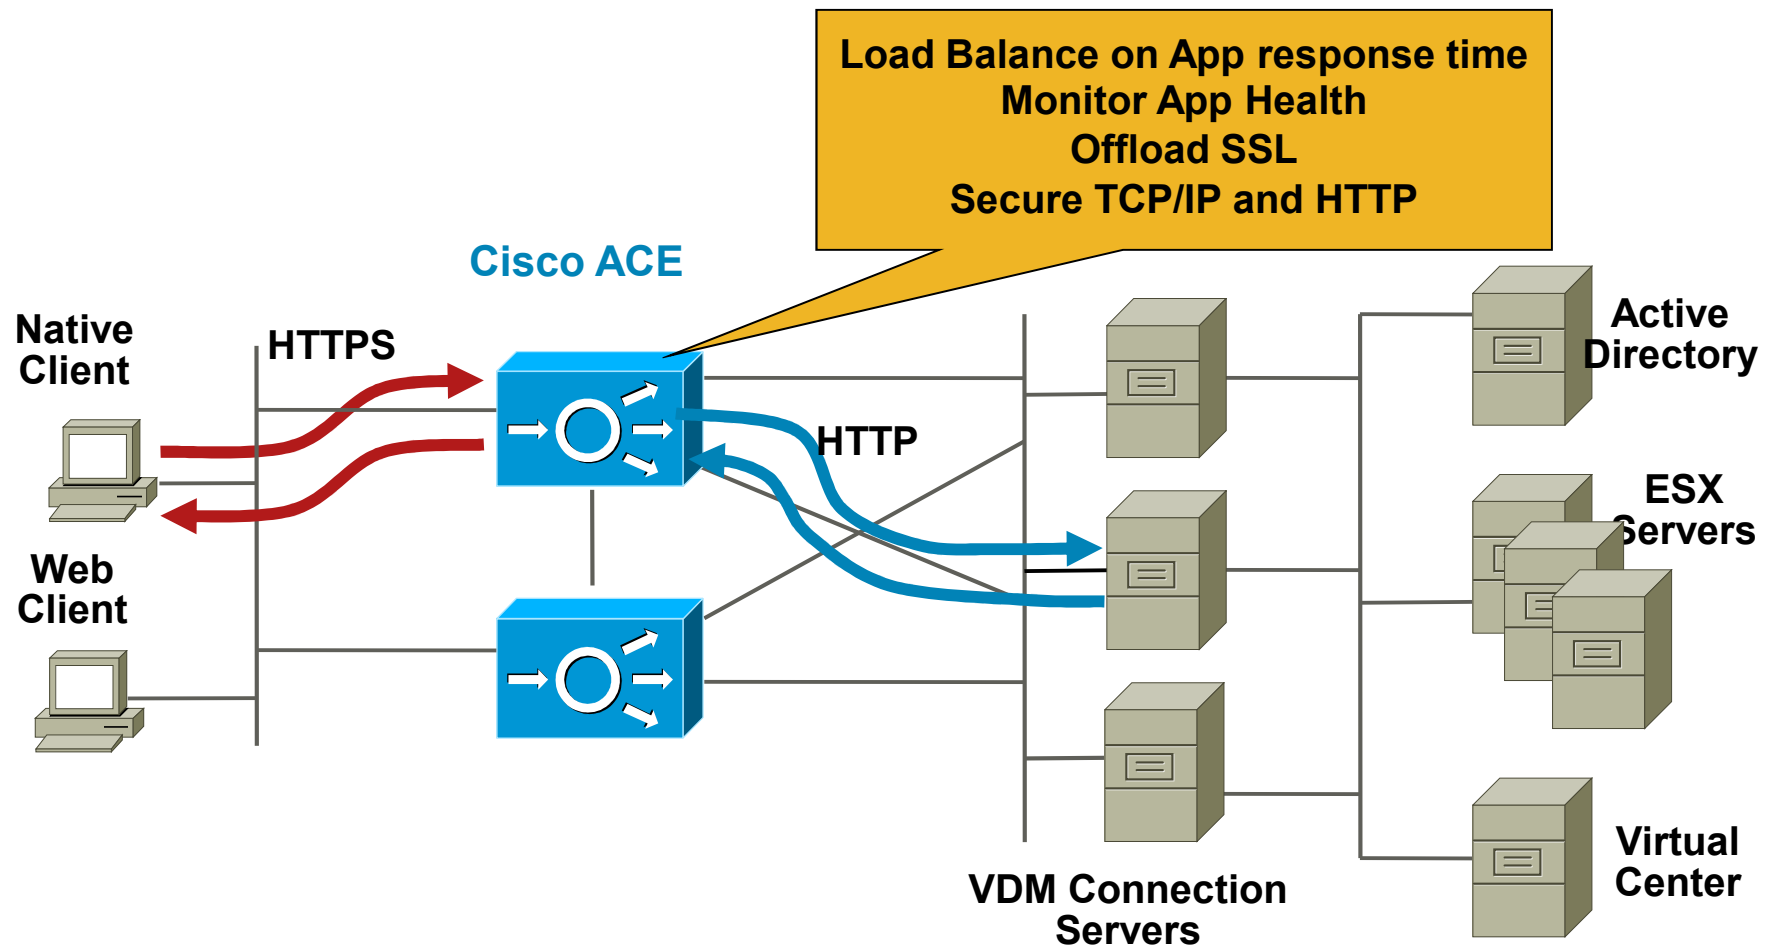 Load Balance on App response time
Monitor App Health
Offload SSL
Secure TCP/IP and HTTP
Cisco ACE
Native
Client
HTTPS
HTTP
Web
Client
Active
Directory
ESX
Servers
Virtual
Center
VDM Connection
Servers